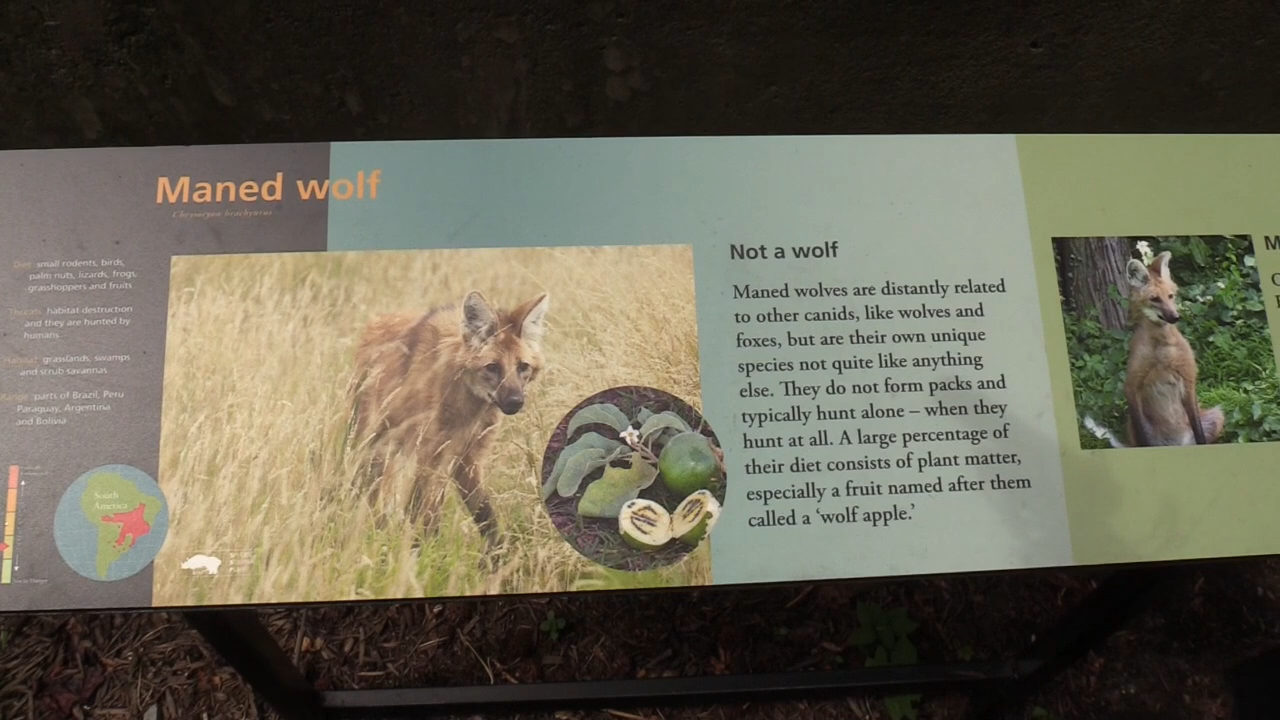 Maned wolf
Chrysocyon brachyurus
Diet: small rodents, birds,
palm nuts, lizards, frogs,
grasshoppers and fruits
Threats: habitat destruction
and they are hunted by
humans
Habitat: grasslands, swamps
and scrub savannas
Range: parts of Brazil, Peru
Paraguay, Argentina
and Bolivia
South
America
Not a wolf
Maned wolves are distantly related
to other canids, like wolves and
foxes, but are their own unique
species not quite like anything
else. They do not form packs and
typically hunt alone – when they
hunt at all. A large percentage of
their diet consists of plant matter,
especially a fruit named after them
called a ‘wolf apple.’